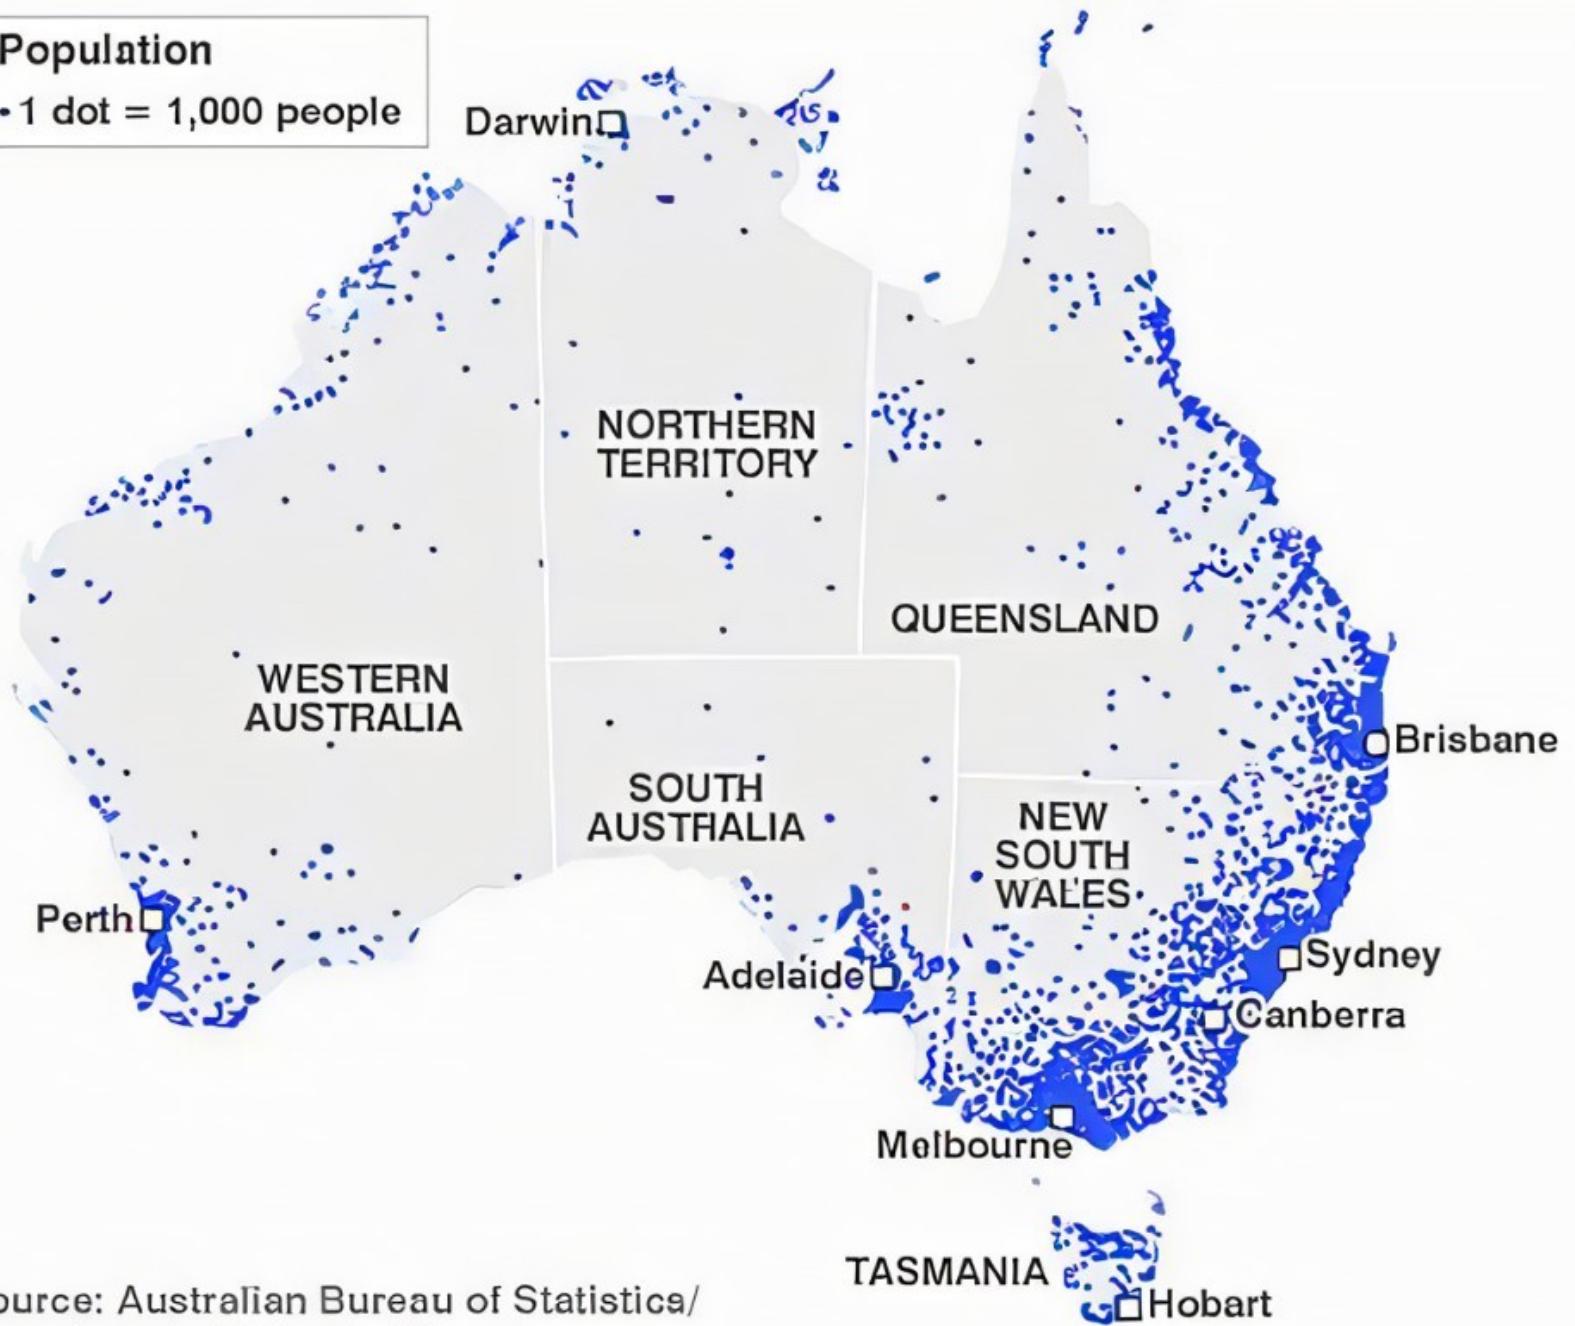 Population
·1 dot = 1,000 people
Darwin
NORTHERN
TERRITORY
QUEENSLAND
WESTERN
AUSTRALIA
Brisbane
SOUTH
AUSTRALIA
NEW
SOUTH
WALES
Perth
Sydney
Adelaide
Canberra
Melbourne
TASMANIA
Hobart
ource: Australian Bureau of Statistics/